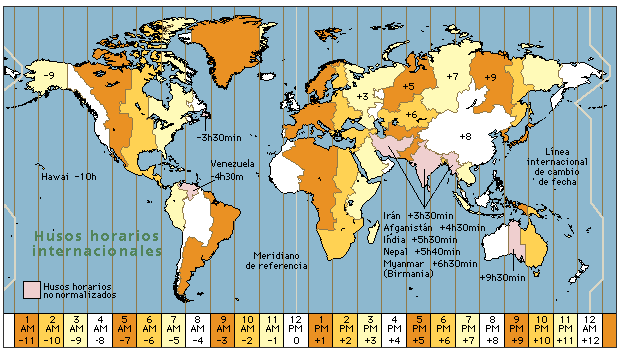 -9
+3
+5
+7
+9
+6
+8
-3h30min
Venezuela
-4h30m
Hawai -10h
Línea
internacional
de cambio
de fecha
Irán +3h30min
Afganistán +4h30min
India +5h30min
Nepal +5h40min
Myanmar +6h30min
(Birmania)
+9h30min
Husos horarios
internacionales
Meridiano
de referencia
Husos horarios
no normalizados
1 2 3 4 5 6 7 8 9 10 11 12 1 2 3 4 5 6 7 8 9 10 11 12
AM AM AM AM AM AM AM AM AM AM AM PM PM PM PM PM PM PM PM PM PM PM PM AM
-11 -10 -9 -8 -7 -6 -5 -4 -3 -2 -1 0 +1 +2 +3 +4 +5 +6 +7 +8 +9 +10 +11 +12